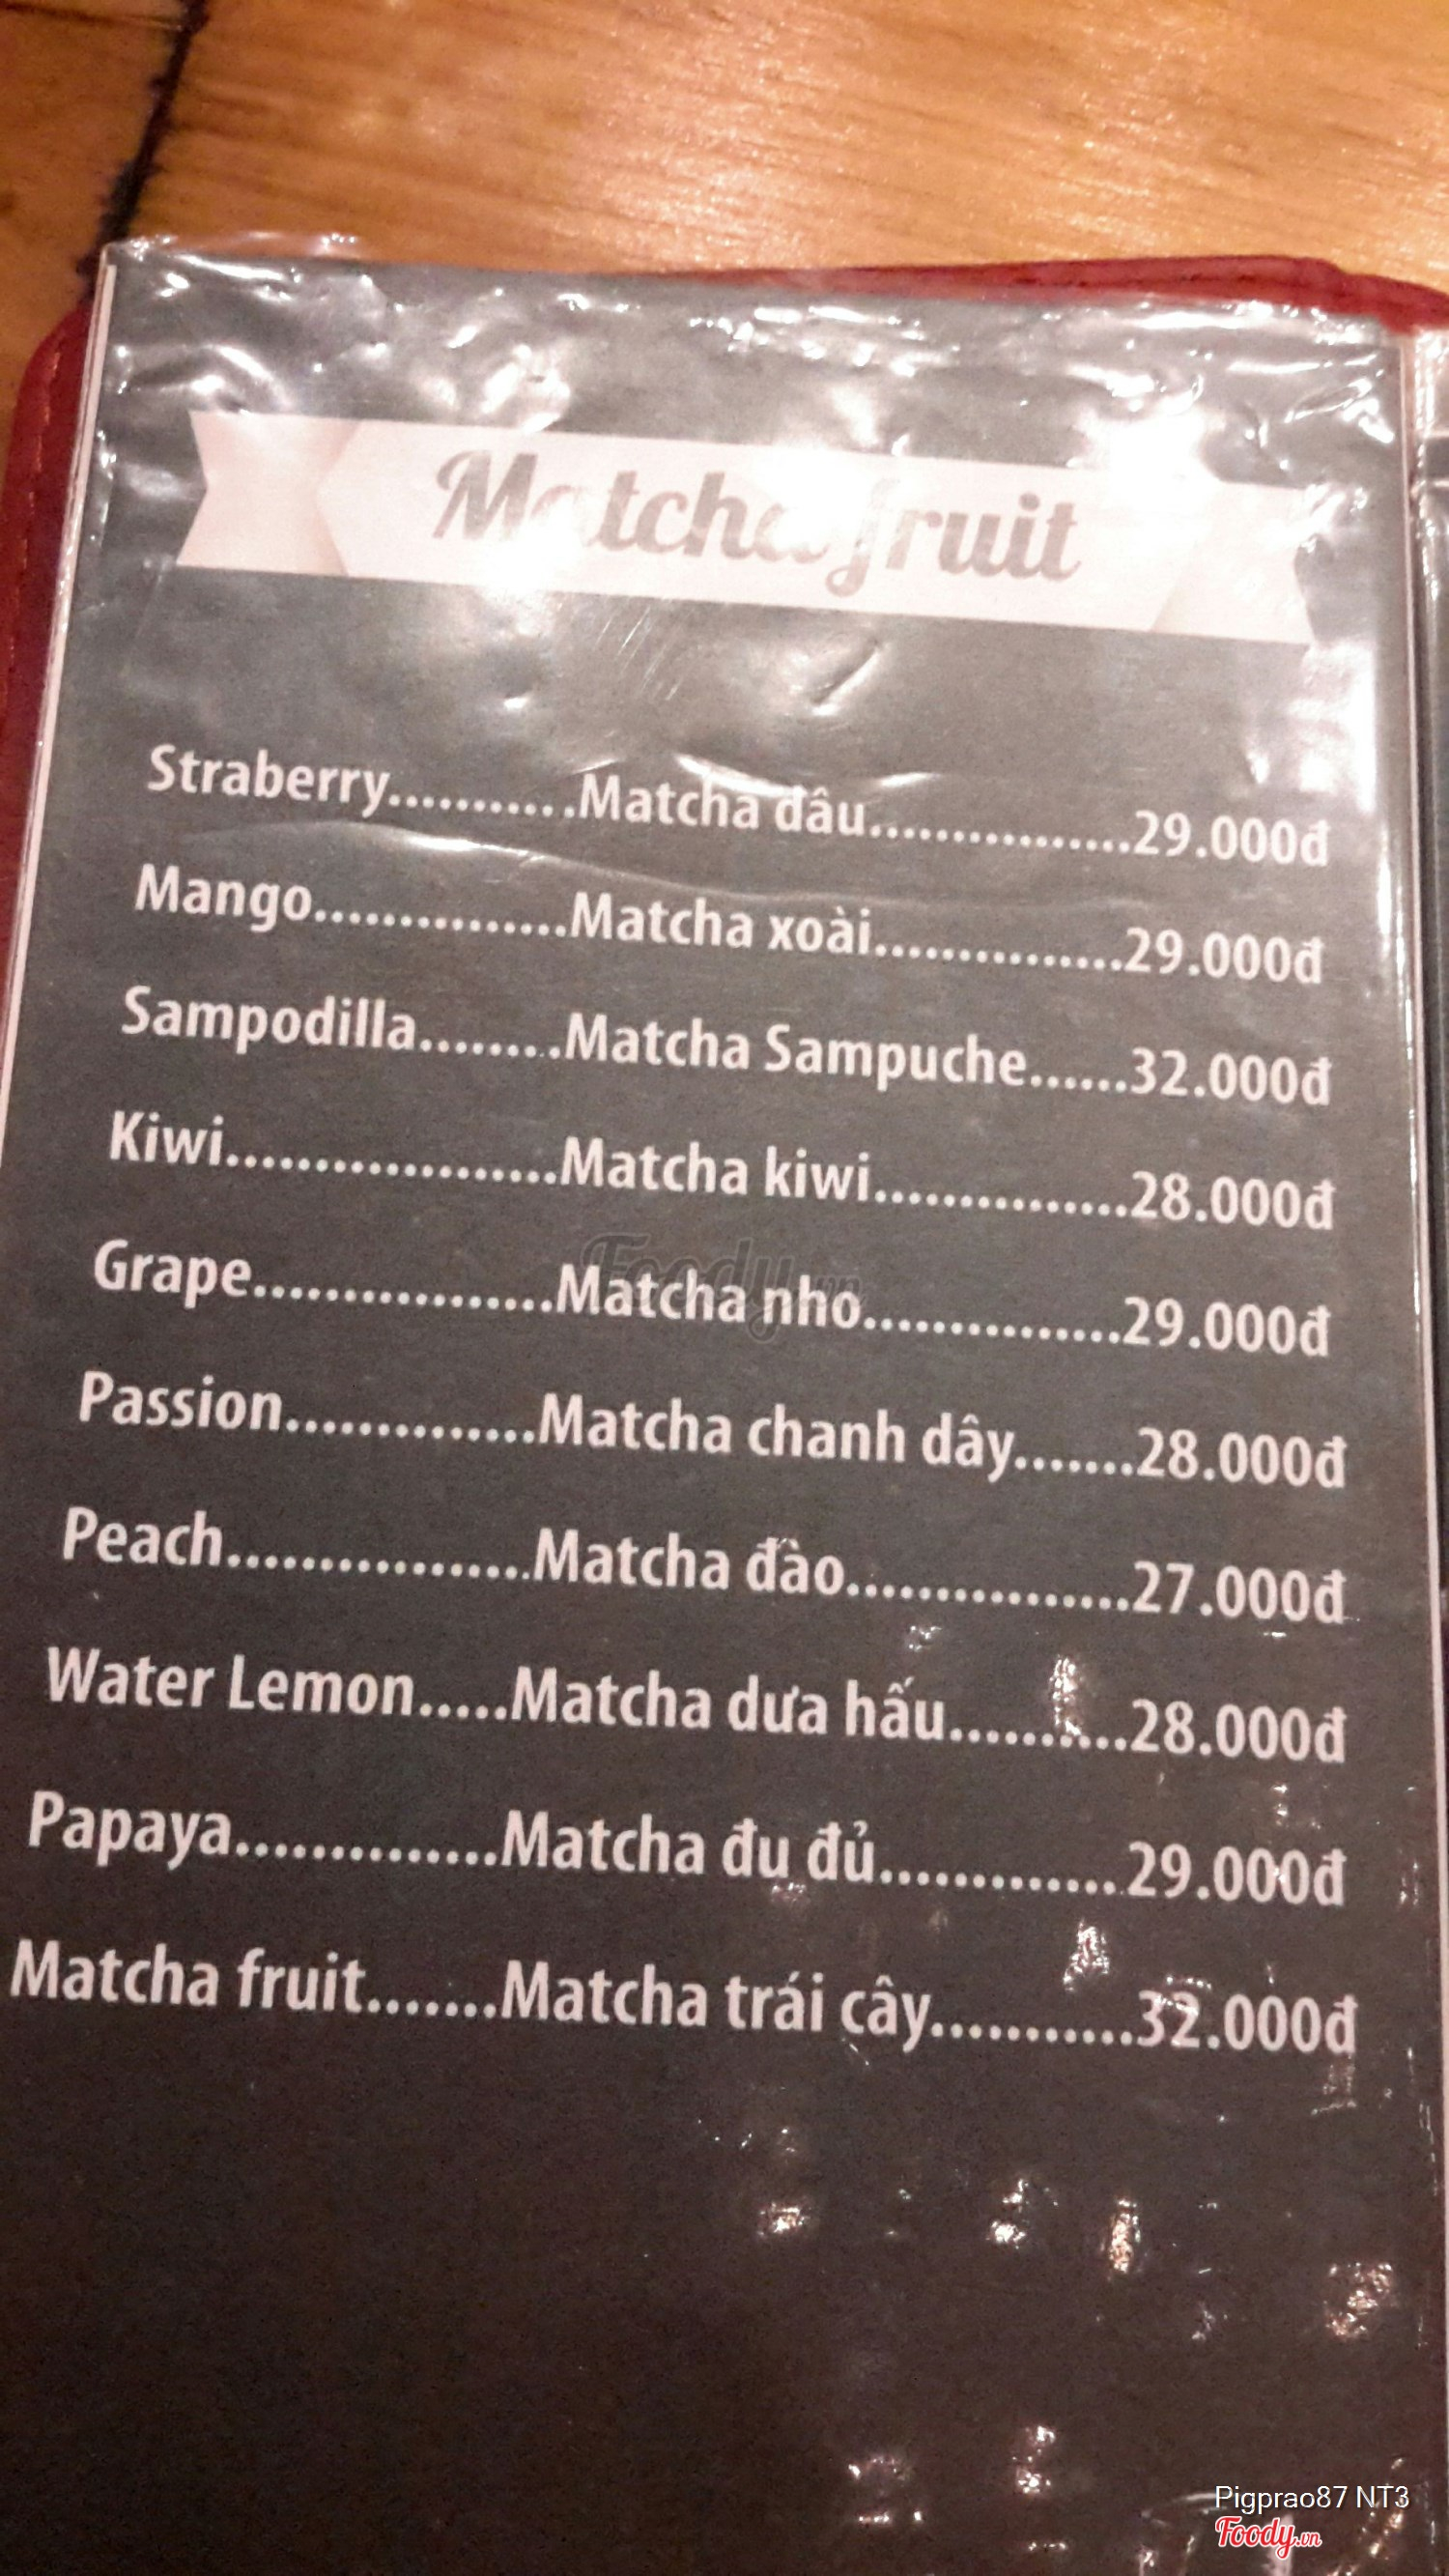 Matcha fruit
Straberry............Matcha dâu................29.000đ
Mango...............Matcha xoài...............29.000đ
Sampodilla.........Matcha Sampuche......32.000đ
Kiwi...................Matcha kiwi...............28.000đ
Grape.................Matcha nho...............29.000đ
Passion..............Matcha chanh dây.......28.000đ
Peach.................Matcha đào................27.000đ
Water Lemon.....Matcha dưa hấu..........28.000đ
Papaya..............Matcha đu đủ.............29.000đ
Matcha fruit.......Matcha trái cây...........32.000đ
Foody.vn
Pigprao87 NT3
Foody.vn